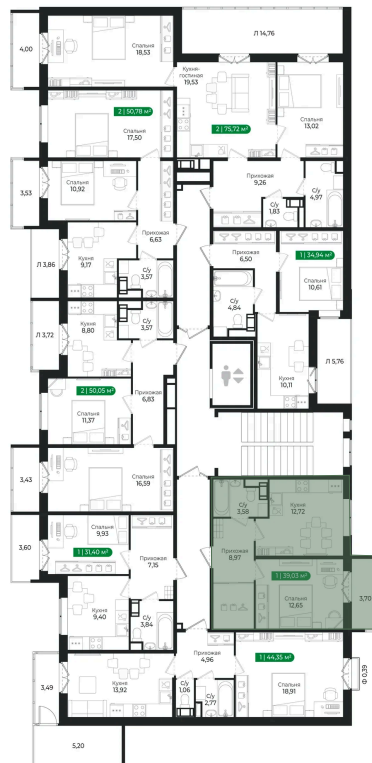 Л 14,76
4,00
Спальня
18,53
Кухня-
гостиная
19,53
Спальня
13,02
2 | 50,78 м²
2 | 75,72 м²
Спальня
17,50
3,53
Спальня
10,92
9,26
С/у
1,83
С/у
4,97
Прихожая
6,63
Прихожая
6,50
1 | 34,94 м²
Л 3,86
Кухня
9,17
С/у
3,57
Спальня
10,61
С/у
4,84
Л 3,72
Кухня
8,80
С/у
3,57
Кухня
10,11
Л 5,76
2 | 50,05 м²
Спальня
11,37
Прихожая
6,83
3,43
Спальня
16,59
С/у
3,58
Кухня
12,72
3,60
Спальня
9,93
1 | 31,40 м²
Прихожая
7,15
Прихожая
8,97
1 | 39,03 м²
Спальня
12,65
3,70
Кухня
9,40
С/у
3,84
Прихожая
4,96
1 | 44,35 м²
3,49
Кухня
13,92
С/у
1,06
С/у
2,77
Спальня
18,91
Ф 0,39
5,20